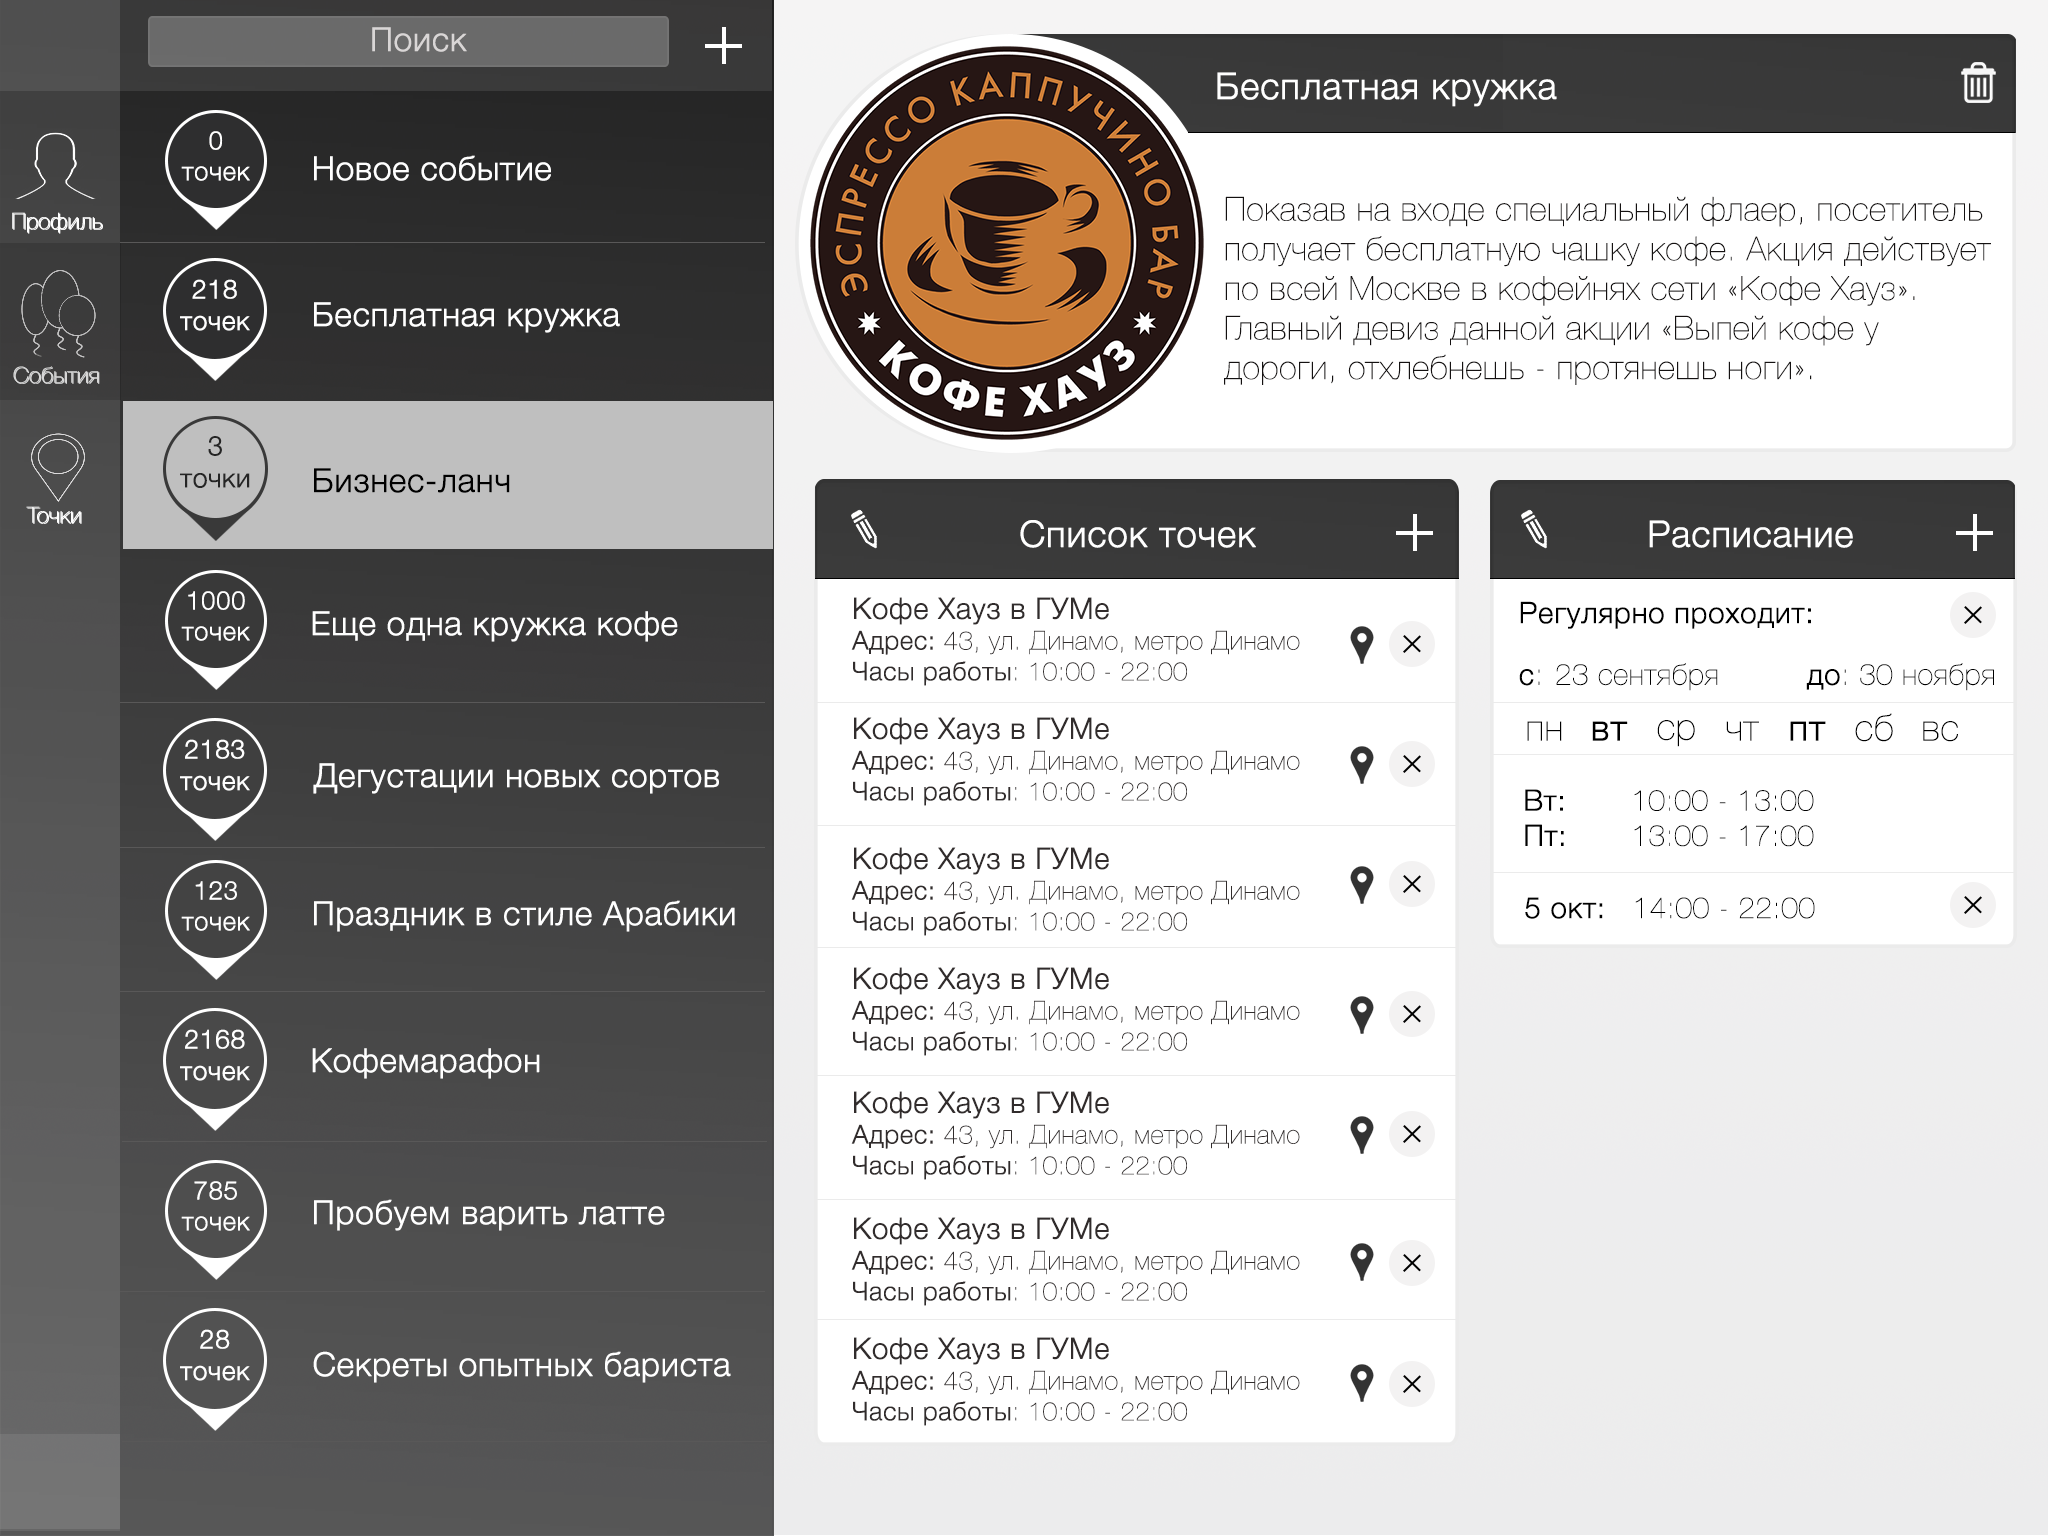 Поиск
Профиль
События
Точки
0
точек
Новое событие
218
точек
Бесплатная кружка
3
точки
Бизнес-ланч
1000
точек
Еще одна кружка кофе
2183
точек
Дегустации новых сортов
123
точек
Праздник в стиле Арабики
2168
точек
Кофемарафон
785
точек
Пробуем варить латте
28
точек
Секреты опытных бариста
ЭСПРЕССО КАППУЧИНО БАР
КОФЕ ХАУЗ
Бесплатная кружка
Показав на входе специальный флаер, посетитель
получает бесплатную чашку кофе. Акция действует
по всей Москве в кофейнях сети «Кофе Хауз».
Главный девиз данной акции «Выпей кофе у
дороги, отхлебнешь - протянешь ноги».
Список точек
Кофе Хауз в ГУМе
Адрес: 43, ул. Динамо, метро Динамо
Часы работы: 10:00 - 22:00
Кофе Хауз в ГУМе
Адрес: 43, ул. Динамо, метро Динамо
Часы работы: 10:00 - 22:00
Кофе Хауз в ГУМе
Адрес: 43, ул. Динамо, метро Динамо
Часы работы: 10:00 - 22:00
Кофе Хауз в ГУМе
Адрес: 43, ул. Динамо, метро Динамо
Часы работы: 10:00 - 22:00
Кофе Хауз в ГУМе
Адрес: 43, ул. Динамо, метро Динамо
Часы работы: 10:00 - 22:00
Кофе Хауз в ГУМе
Адрес: 43, ул. Динамо, метро Динамо
Часы работы: 10:00 - 22:00
Кофе Хауз в ГУМе
Адрес: 43, ул. Динамо, метро Динамо
Часы работы: 10:00 - 22:00
Расписание
Регулярно проходит:
с: 23 сентября до: 30 ноября
пн вт ср чт пт сб вс
Вт: 10:00 - 13:00
Пт: 13:00 - 17:00
5 окт: 14:00 - 22:00